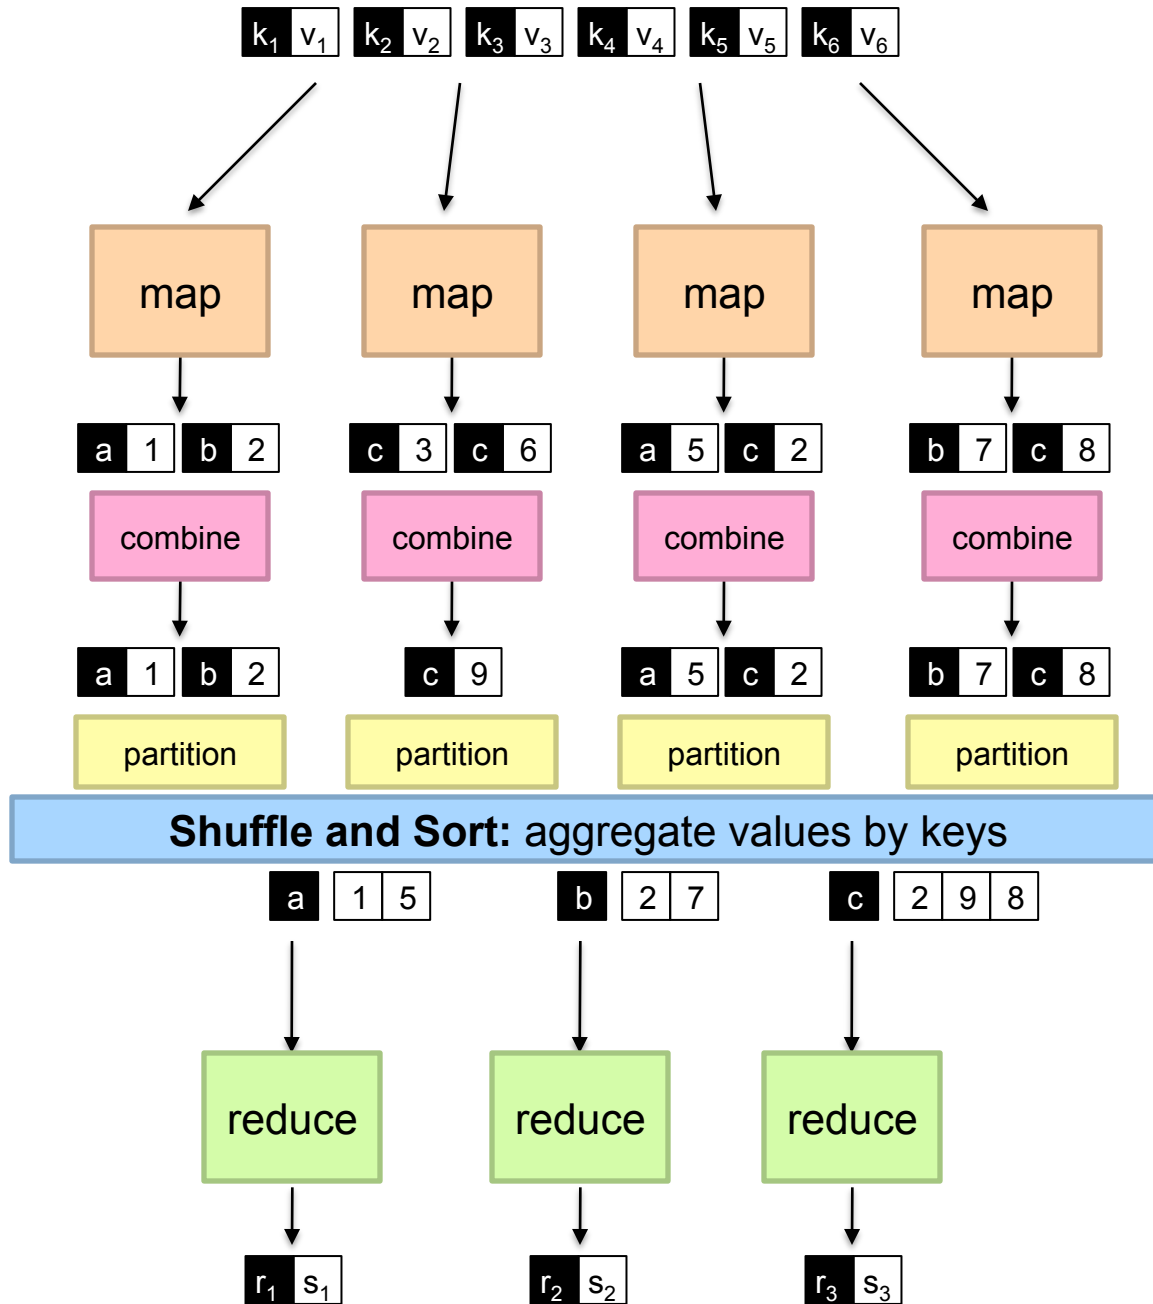 k₁ v₁ k₂ v₂ k₃ v₃ k₄ v₄ k₅ v₅ k₆ v₆
map map map map
a 1 b 2 c 3 c 6 a 5 c 2 b 7 c 8
combine combine combine combine
a 1 b 2 c 9 a 5 c 2 b 7 c 8
partition partition partition partition
Shuffle and Sort: aggregate values by keys
a 1 5 b 2 7 c 2 9 8
reduce reduce reduce
r₁ s₁ r₂ s₂ r₃ s₃